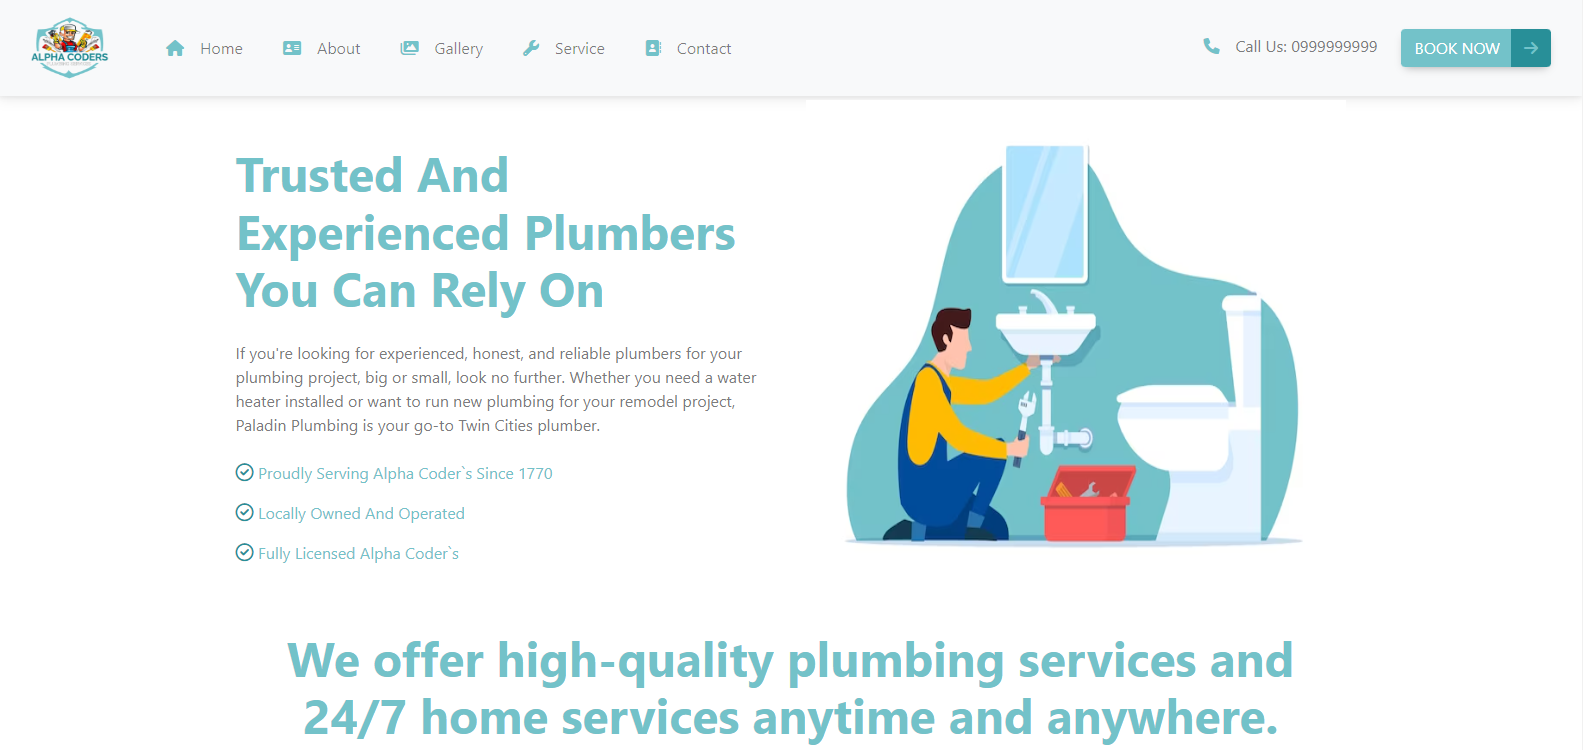 ALPHA CODERS
Home
About
Gallery
Service
Contact
Call Us: 0999999999
BOOK NOW
Trusted And
Experienced Plumbers
You Can Rely On
If you're looking for experienced, honest, and reliable plumbers for your
plumbing project, big or small, look no further. Whether you need a water
heater installed or want to run new plumbing for your remodel project,
Paladin Plumbing is your go-to Twin Cities plumber.
Proudly Serving Alpha Coder`s Since 1770
Locally Owned And Operated
Fully Licensed Alpha Coder`s
We offer high-quality plumbing services and
24/7 home services anytime and anywhere.